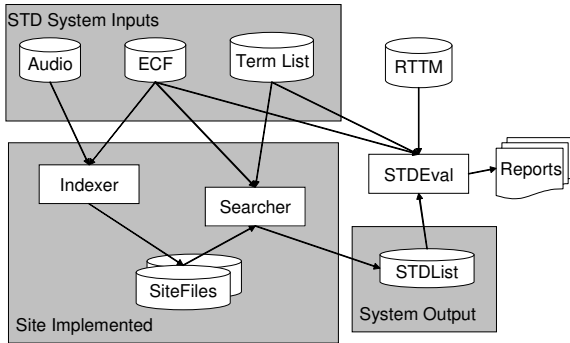 STD System Inputs
Audio
ECF
Term List
RTTM
Indexer
Searcher
STDEval
Reports
SiteFiles
STDList
Site Implemented
System Output